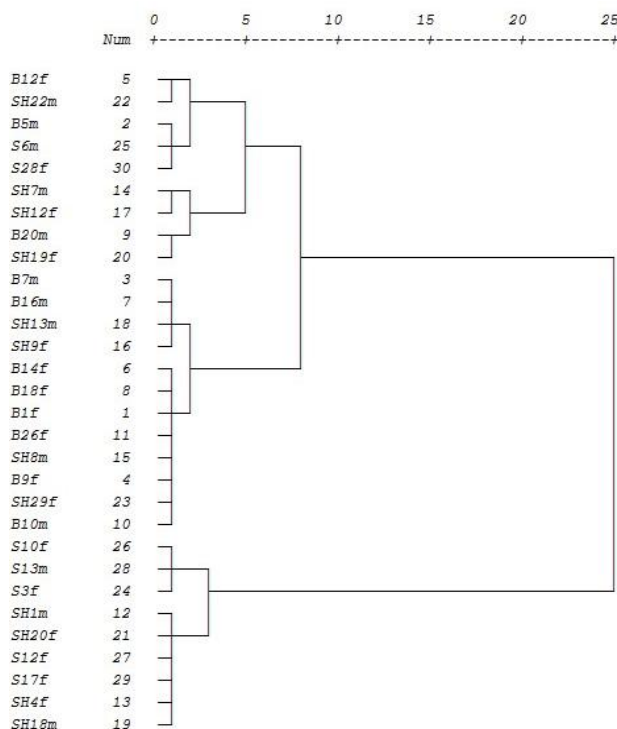 0 5 10 15 20 25
Num +---------+---------+---------+---------+---------+
B12f 5
SH22m 22
B5m 2
S6m 25
S28f 30
SH7m 14
SH12f 17
B20m 9
SH19f 20
B7m 3
B16m 7
SH13m 18
SH9f 16
B14f 6
B18f 8
B1f 1
B26f 11
SH8m 15
B9f 4
SH29f 23
B10m 10
S10f 26
S13m 28
S3f 24
SH1m 12
SH20f 21
S12f 27
S17f 29
SH4f 13
SH18m 19